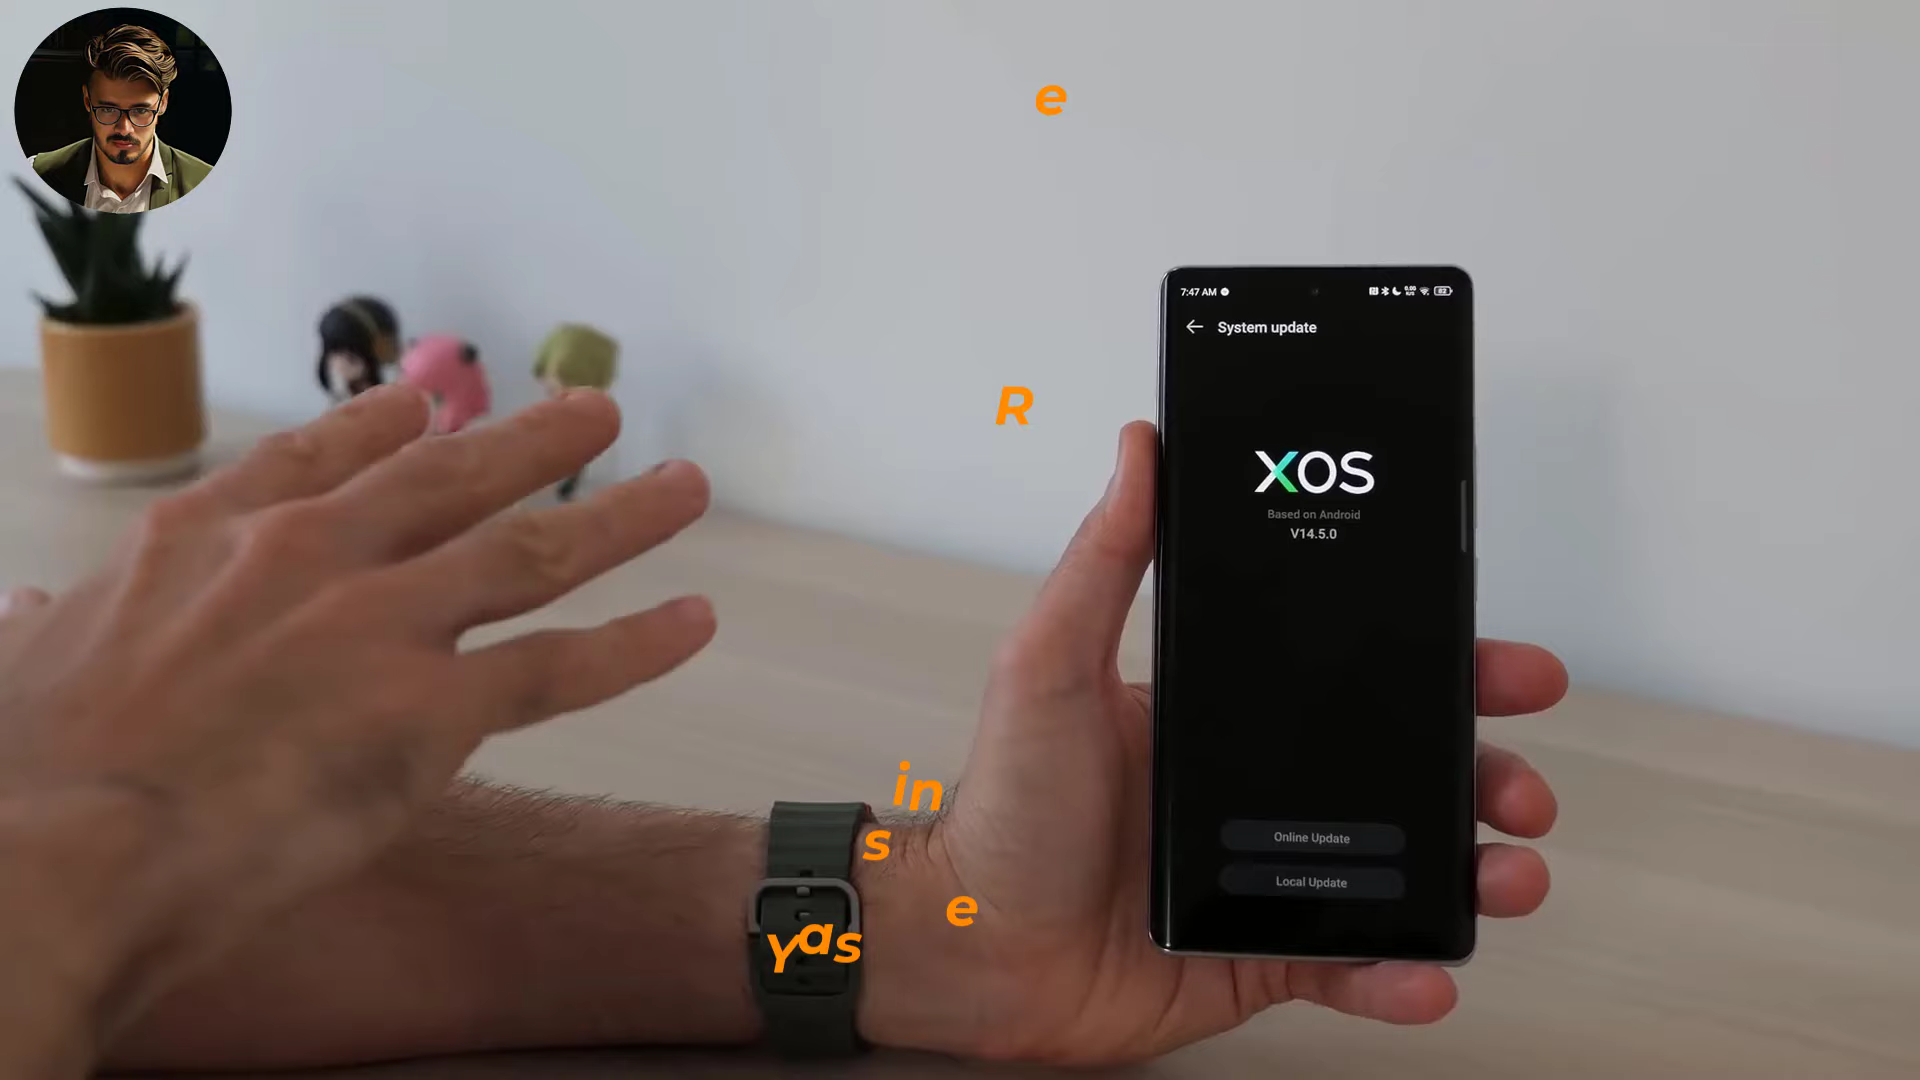 e
7:47 AM
System update
R
XOS
Based on Android
V14.5.0
in
s
Online Update
Local Update
e
Yas